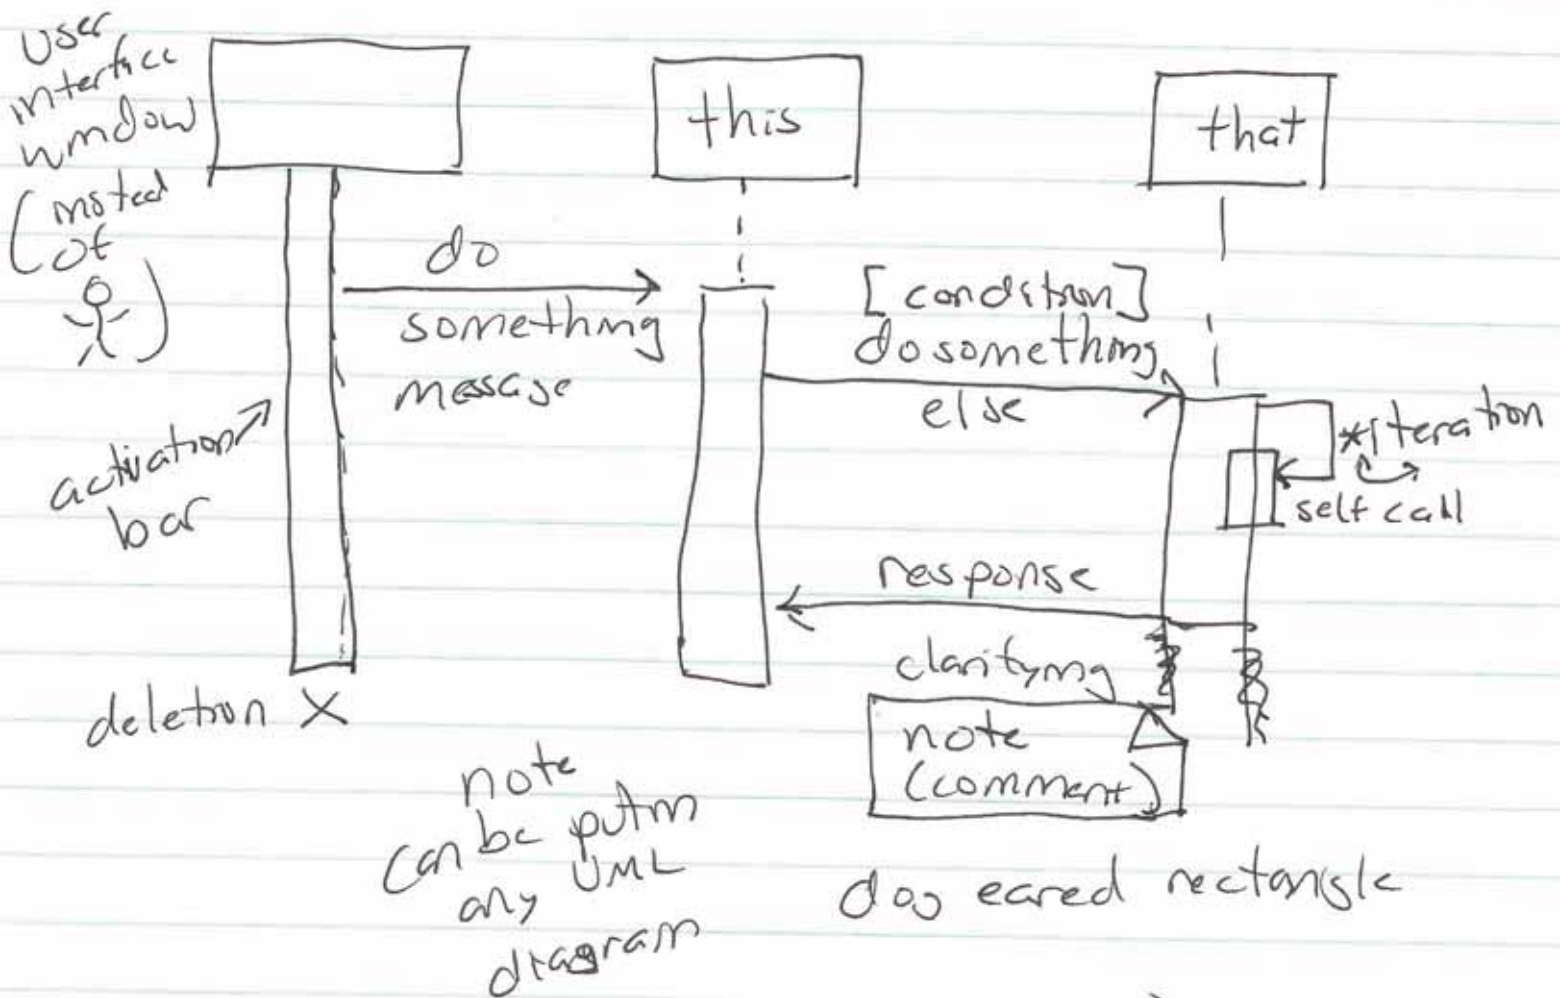 User
interface
window
(instead
of
)
this
that
do
something
message
[condition]
do something
else
*iteration
self call
activation
bar
response
clarifying
note
(comment)
deletion X
note
can be put in
any UML
diagram
dog eared rectangle